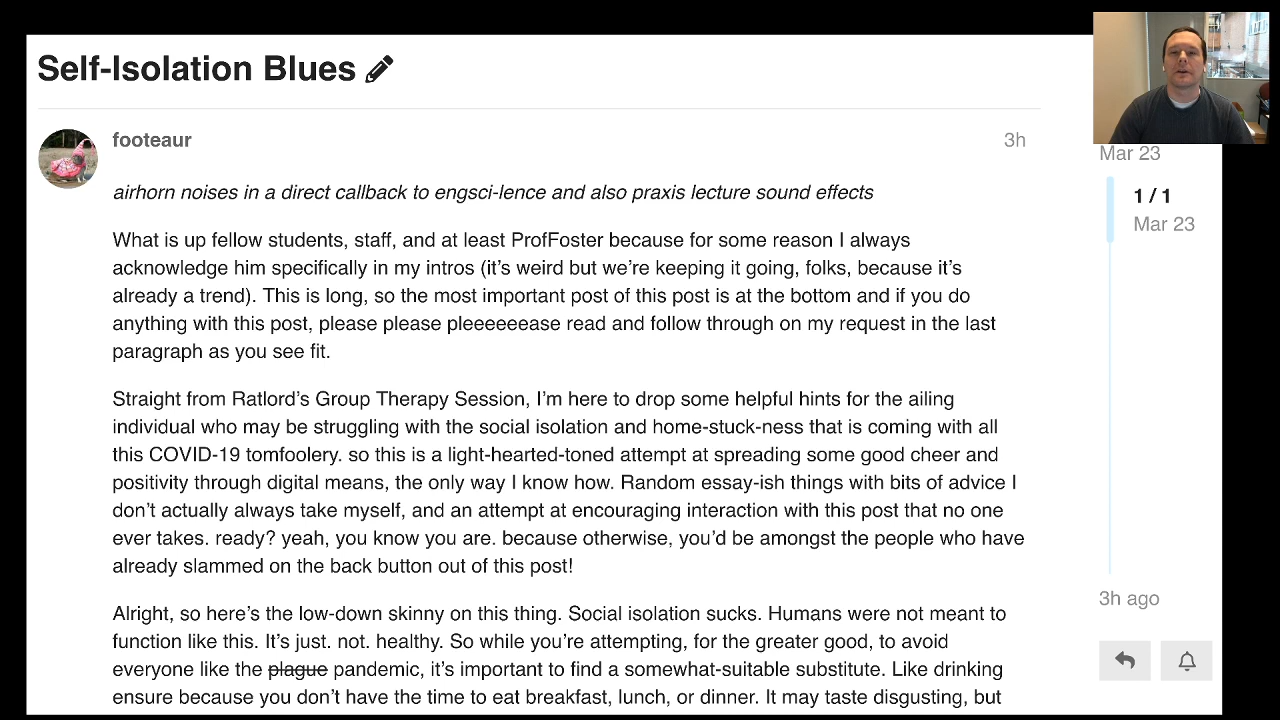 Self-Isolation Blues
footeaur
3h
airhorn noises in a direct callback to engsci-lence and also praxis lecture sound effects
What is up fellow students, staff, and at least ProfFoster because for some reason I always
acknowledge him specifically in my intros (it’s weird but we’re keeping it going, folks, because it’s
already a trend). This is long, so the most important post of this post is at the bottom and if you do
anything with this post, please please pleeeeeease read and follow through on my request in the last
paragraph as you see fit.
Straight from Ratlord’s Group Therapy Session, I’m here to drop some helpful hints for the ailing
individual who may be struggling with the social isolation and home-stuck-ness that is coming with all
this COVID-19 tomfoolery. so this is a light-hearted-toned attempt at spreading some good cheer and
positivity through digital means, the only way I know how. Random essay-ish things with bits of advice I
don’t actually always take myself, and an attempt at encouraging interaction with this post that no one
ever takes. ready? yeah, you know you are. because otherwise, you’d be amongst the people who have
already slammed on the back button out of this post!
Alright, so here’s the low-down skinny on this thing. Social isolation sucks. Humans were not meant to
function like this. It’s just. not. healthy. So while you’re attempting, for the greater good, to avoid
everyone like the plague pandemic, it’s important to find a somewhat-suitable substitute. Like drinking
ensure because you don’t have the time to eat breakfast, lunch, or dinner. It may taste disgusting, but
Mar 23
1 / 1
Mar 23
3h ago